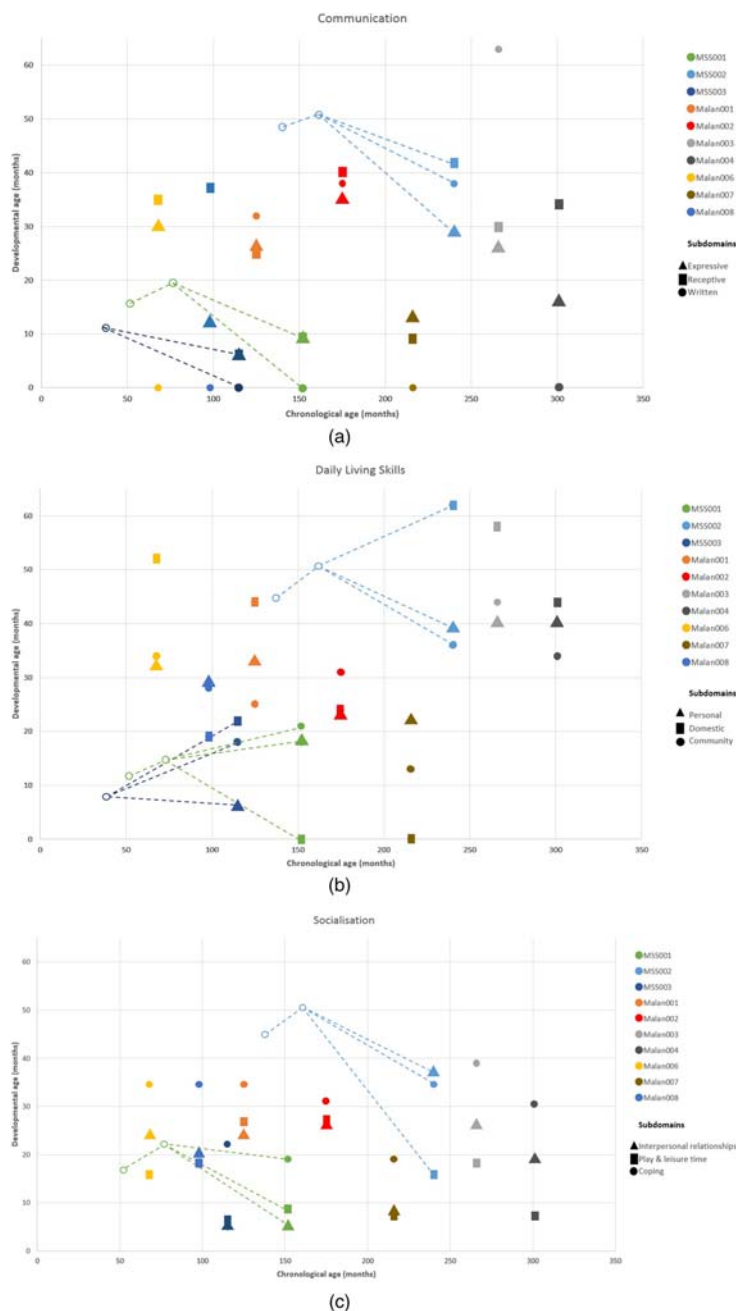 Communication
60
50
40
30
20
10
0
Developmental age (months)
0 50 100 150 200 250 300 350
Chronological age (months)
MSS001
MSS002
MSS003
Malan001
Malan002
Malan003
Malan004
Malan006
Malan007
Malan008
Subdomains
Expressive
Receptive
Written
(a)
Daily Living Skills
60
50
40
30
20
10
0
Developmental age (months)
0 50 100 150 200 250 300 350
Chronological age (months)
MSS001
MSS002
MSS003
Malan001
Malan002
Malan003
Malan004
Malan006
Malan007
Malan008
Subdomains
Personal
Domestic
Community
(b)
Socialisation
60
50
40
30
20
10
0
Developmental age (months)
0 50 100 150 200 250 300 350
Chronological age (months)
MSS001
MSS002
MSS003
Malan001
Malan002
Malan003
Malan004
Malan006
Malan007
Malan008
Subdomains
Interpersonal relationships
Play & leisure time
Coping
(c)